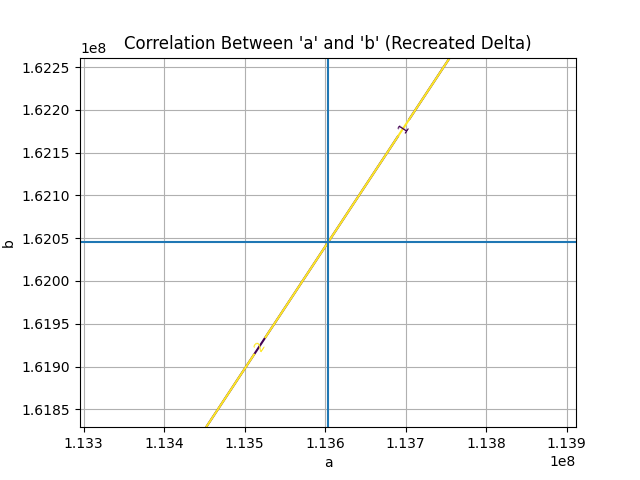 Correlation Between 'a' and 'b' (Recreated Delta)
1e8
1.6225
1.6220
1.6215
1.6210
1.6205
1.6200
1.6195
1.6190
1.6185
b
1
2
1.133 1.134 1.135 1.136 1.137 1.138 1.139
a
1e8